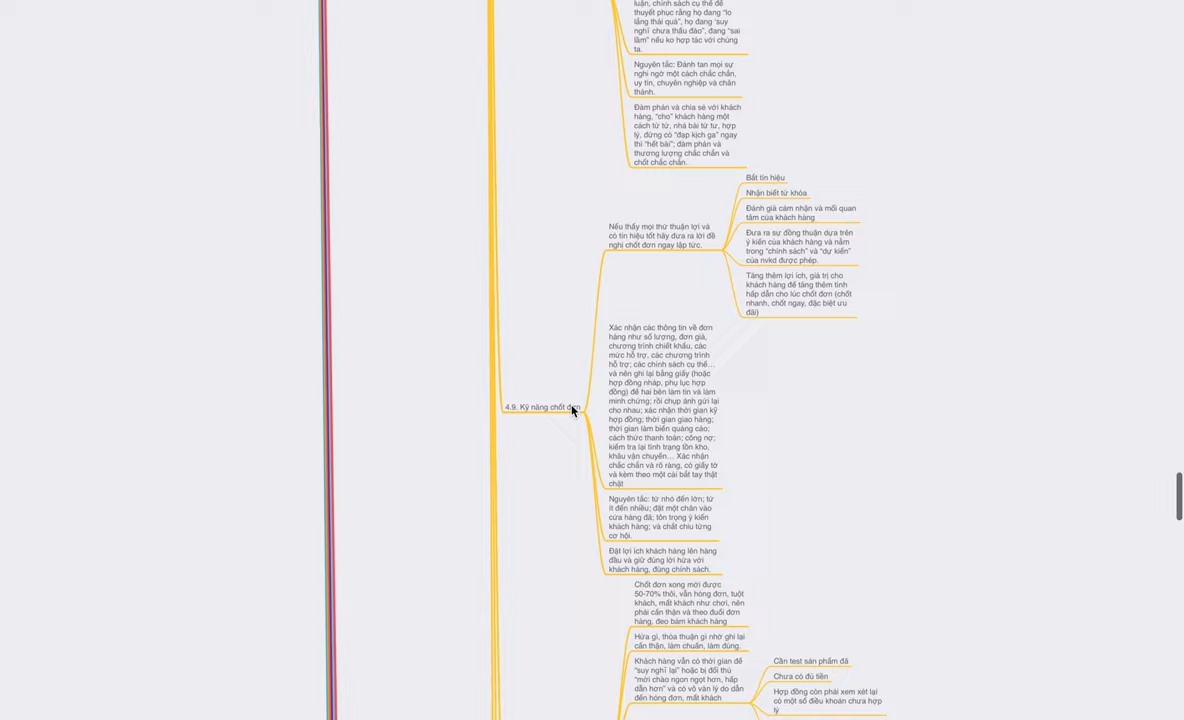 luận, chính sách cụ thể để
thuyết phục rằng họ đang "lo
lắng thái quá", họ đang 'suy
nghĩ chưa thấu đáo", đang "sai
lầm" nếu ko hợp tác với chúng
ta.
Nguyên tắc: Đánh tan mọi sự
nghi ngờ một cách chắc chắn,
uy tín, chuyên nghiệp và chân
thành.
Đàm phán và chia sẻ với khách
hàng, "cho" khách hàng một
cách từ từ, nhả bài từ từ, hợp
lý, đừng có "đạp kịch ga" ngay
thì "hết bài"; đàm phán và
thương lượng chắc chắn và
chốt chắc chắn.
Nếu thấy mọi thứ thuận lợi và
có tín hiệu tốt hãy đưa ra lời đề
nghị chốt đơn ngay lập tức.
Bắt tín hiệu
Nhận biết từ khóa
Đánh giá cảm nhận và mối quan
tâm của khách hàng
Đưa ra sự đồng thuận dựa trên
ý kiến của khách hàng và nằm
trong "chính sách" và "dự kiến"
của nvkd được phép.
Tăng thêm lợi ích, giá trị cho
khách hàng để tăng thêm tính
hấp dẫn cho lúc chốt đơn (chốt
nhanh, chốt ngay, đặc biệt ưu
đãi)
4.9. Kỹ năng chốt đơn
Xác nhận các thông tin về đơn
hàng như số lượng, đơn giá,
chương trình chiết khấu, các
mức hỗ trợ, các chương trình
hỗ trợ; các chính sách cụ thể…
và nên ghi lại bằng giấy (hoặc
hợp đồng nháp, phụ lục hợp
đồng) để hai bên làm tin và làm
minh chứng; rồi chụp ảnh gửi lại
cho nhau; xác nhận thời gian ký
hợp đồng; thời gian giao hàng;
thời gian làm biển quảng cáo;
cách thức thanh toán; công nợ;
kiểm tra lại tình trạng tồn kho,
khâu vận chuyển… Xác nhận
chắc chắn và rõ ràng, có giấy tờ
và kèm theo một cái bắt tay thật
chặt
Nguyên tắc: từ nhỏ đến lớn; từ
ít đến nhiều; đặt một chân vào
cửa hàng đã; tôn trọng ý kiến
khách hàng; và chắt chiu từng
cơ hội.
Đặt lợi ích khách hàng lên hàng
đầu và giữ đúng lời hứa với
khách hàng, đúng chính sách.
Chốt đơn xong mới được
50-70% thôi, vẫn hỏng đơn, tuột
khách, mất khách như chơi, nên
phải cẩn thận và theo đuổi đơn
hàng, đeo bám khách hàng
Hứa gì, thỏa thuận gì nhớ ghi lại
cẩn thận, làm chuẩn, làm đúng.
Khách hàng vẫn có thời gian để
"suy nghĩ lại" hoặc bị đối thủ
"mời chào ngon ngọt hơn, hấp
dẫn hơn" và có vô vàn lý do dẫn
đến hỏng đơn, mất khách
Cần test sản phẩm đã
Chưa có đủ tiền
Hợp đồng còn phải xem xét lại
có một số điều khoản chưa hợp
lý